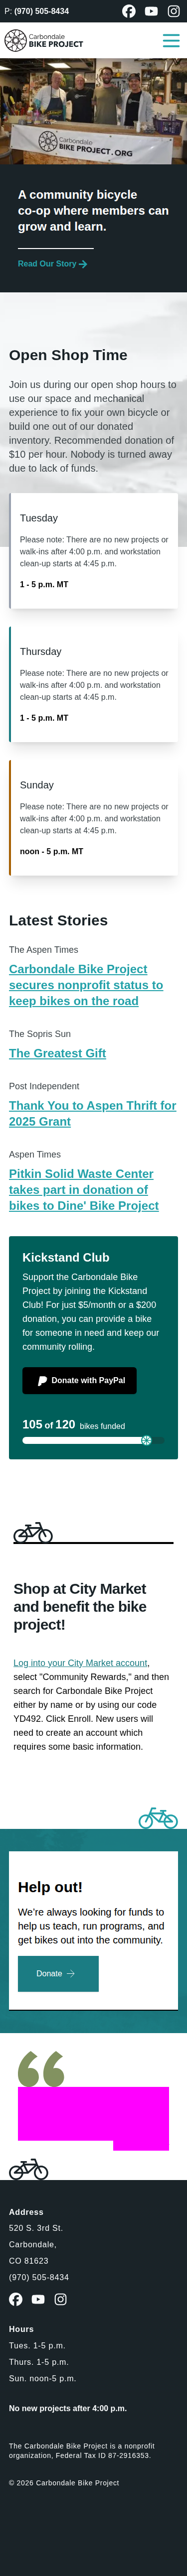 P: (970) 505-8434
Carbondale
BIKE PROJECT
Carbondale
BIKE PROJECT.ORG
A community bicycle
co-op where members can
grow and learn.
Read Our Story
Open Shop Time
Join us during our open shop hours to
use our space and mechanical
experience to fix your own bicycle or
build one out of our donated
inventory. Recommended donation of
$10 per hour. Nobody is turned away
due to lack of funds.
Tuesday
Please note: There are no new projects or
walk-ins after 4:00 p.m. and workstation
clean-up starts at 4:45 p.m.
1 - 5 p.m. MT
Thursday
Please note: There are no new projects or
walk-ins after 4:00 p.m. and workstation
clean-up starts at 4:45 p.m.
1 - 5 p.m. MT
Sunday
Please note: There are no new projects or
walk-ins after 4:00 p.m. and workstation
clean-up starts at 4:45 p.m.
noon - 5 p.m. MT
Latest Stories
The Aspen Times
Carbondale Bike Project
secures nonprofit status to
keep bikes on the road
The Sopris Sun
The Greatest Gift
Post Independent
Thank You to Aspen Thrift for
2025 Grant
Aspen Times
Pitkin Solid Waste Center
takes part in donation of
bikes to Dine' Bike Project
Kickstand Club
Support the Carbondale Bike
Project by joining the Kickstand
Club! For just $5/month or a $200
donation, you can provide a bike
for someone in need and keep our
community rolling.
Donate with PayPal
105 of 120 bikes funded
Shop at City Market
and benefit the bike
project!
Log into your City Market account,
select "Community Rewards," and then
search for Carbondale Bike Project
either by name or by using our code
YD492. Click Enroll. New users will
need to create an account which
requires some basic information.
Help out!
We’re always looking for funds to
help us teach, run programs, and
get bikes out into the community.
Donate
Address
520 S. 3rd St.
Carbondale,
CO 81623
(970) 505-8434
Hours
Tues. 1-5 p.m.
Thurs. 1-5 p.m.
Sun. noon-5 p.m.
No new projects after 4:00 p.m.
The Carbondale Bike Project is a nonprofit
organization, Federal Tax ID 87-2916353.
© 2026 Carbondale Bike Project